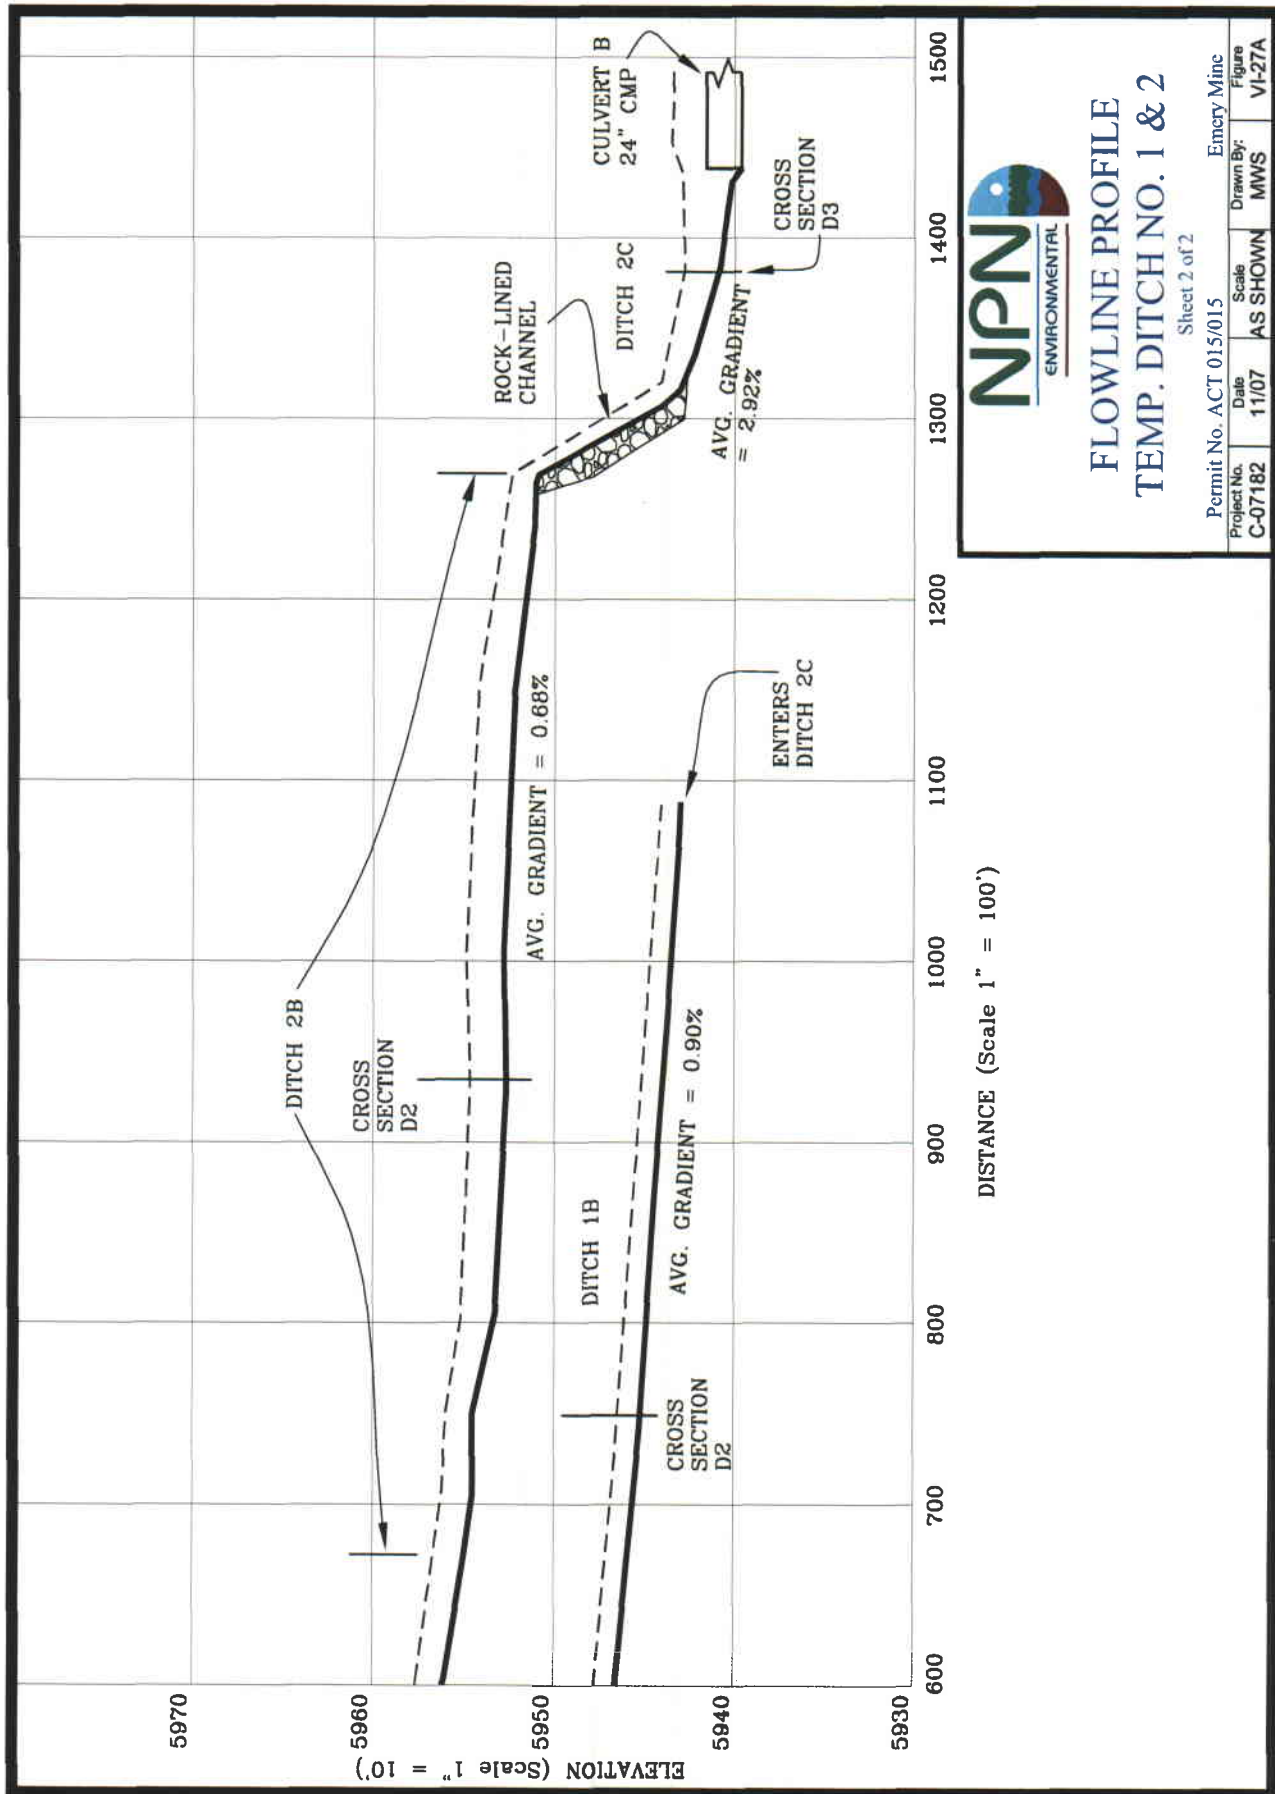 5970
5960
5950
5940
5930
ELEVATION (Scale 1" = 10')
600
700
800
900
1000
1100
1200
1300
1400
1500
DISTANCE (Scale 1" = 100')
DITCH 2B
CROSS
SECTION
D2
AVG. GRADIENT = 0.68%
DITCH 1B
AVG. GRADIENT = 0.90%
CROSS
SECTION
D2
ENTERS
DITCH 2C
ROCK-LINED
CHANNEL
DITCH 2C
AVG. GRADIENT
= 2.92%
CULVERT B
24" CMP
CROSS
SECTION
D3
NPN
ENVIRONMENTAL
FLOWLINE PROFILE
TEMP. DITCH NO. 1 & 2
Sheet 2 of 2
Permit No. ACT 015/015 Emery Mine
Project No. Date Scale Drawn By: Figure
C-07182 11/07 AS SHOWN MWS VI-27A